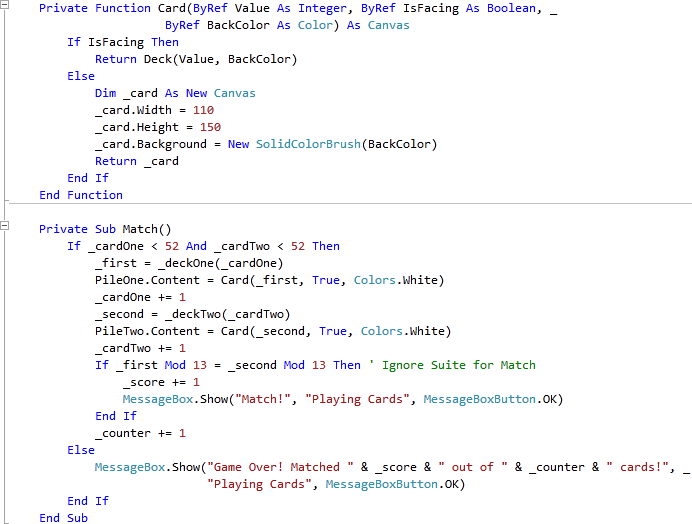 Private Function Card(ByRef Value As Integer, ByRef IsFacing As Boolean, _
ByRef BackColor As Color) As Canvas
If IsFacing Then
Return Deck(Value, BackColor)
Else
Dim _card As New Canvas
_card.Width = 110
_card.Height = 150
_card.Background = New SolidColorBrush(BackColor)
Return _card
End If
End Function
Private Sub Match()
If _cardOne < 52 And _cardTwo < 52 Then
_first = _deckOne(_cardOne)
PileOne.Content = Card(_first, True, Colors.White)
_cardOne += 1
_second = _deckTwo(_cardTwo)
PileTwo.Content = Card(_second, True, Colors.White)
_cardTwo += 1
If _first Mod 13 = _second Mod 13 Then ' Ignore Suite for Match
_score += 1
MessageBox.Show("Match!", "Playing Cards", MessageBoxButton.OK)
End If
_counter += 1
Else
MessageBox.Show("Game Over! Matched " & _score & " out of " & _counter & " cards!", _
"Playing Cards", MessageBoxButton.OK)
End If
End Sub